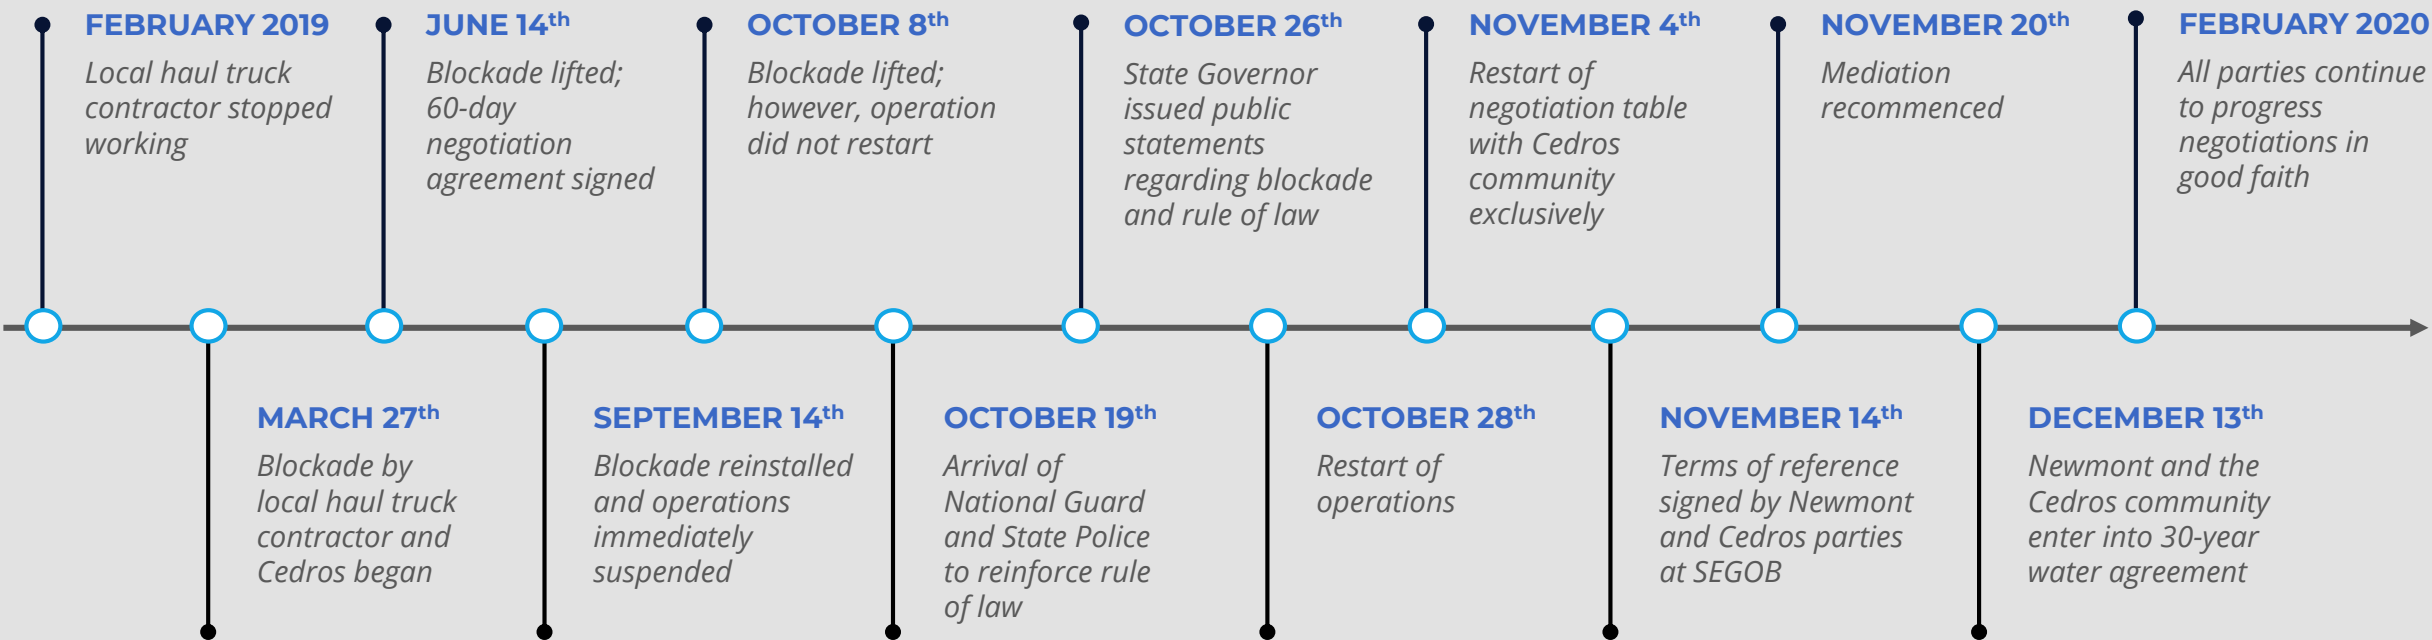 FEBRUARY 2019
Local haul truck
contractor stopped
working
MARCH 27th
Blockade by
local haul truck
contractor and
Cedros began
JUNE 14th
Blockade lifted;
60-day
negotiation
agreement signed
SEPTEMBER 14th
Blockade reinstalled
and operations
immediately
suspended
OCTOBER 8th
Blockade lifted;
however, operation
did not restart
OCTOBER 19th
Arrival of
National Guard
and State Police
to reinforce rule
of law
OCTOBER 26th
State Governor
issued public
statements
regarding blockade
and rule of law
OCTOBER 28th
Restart of
operations
NOVEMBER 4th
Restart of
negotiation table
with Cedros
community
exclusively
NOVEMBER 14th
Terms of reference
signed by Newmont
and Cedros parties
at SEGOB
NOVEMBER 20th
Mediation
recommenced
DECEMBER 13th
Newmont and the
Cedros community
enter into 30-year
water agreement
FEBRUARY 2020
All parties continue
to progress
negotiations in
good faith